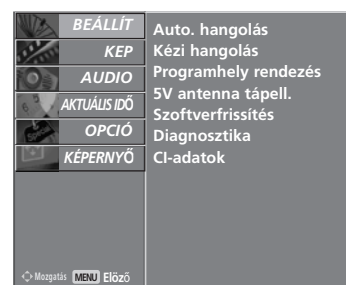 BEÁLLÍT
KEP
AUDIO
AKTUÁLIS IDŐ
OPCIÓ
KÉPERNYŐ
Auto. hangolás
Kézi hangolás
Programhely rendezés
5V antenna tápell.
Szoftverfrissítés
Diagnosztika
CI-adatok
Mozgatás MENU Előző